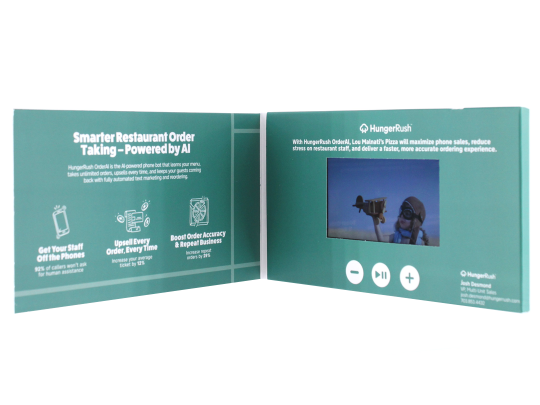 Smarter Restaurant Order
Taking – Powered by AI
HungerRush OrderAI is the AI-powered phone bot that learns your menu,
takes unlimited orders, upsells every time, and keeps your guests coming
back with fully automated text marketing and reordering.
Get Your Staff
Off the Phones
for human assistance
Upsell Every
Order, Every Time
Increase your average
ticket by
Boost Order Accuracy
& Repeat Business
Increase repeat
orders by
HungerRush
With HungerRush OrderAI, Lou Malnati's Pizza will maximize phone sales, reduce
stress on restaurant staff, and deliver a faster, more accurate ordering experience.
HungerRush
Josh Desmond